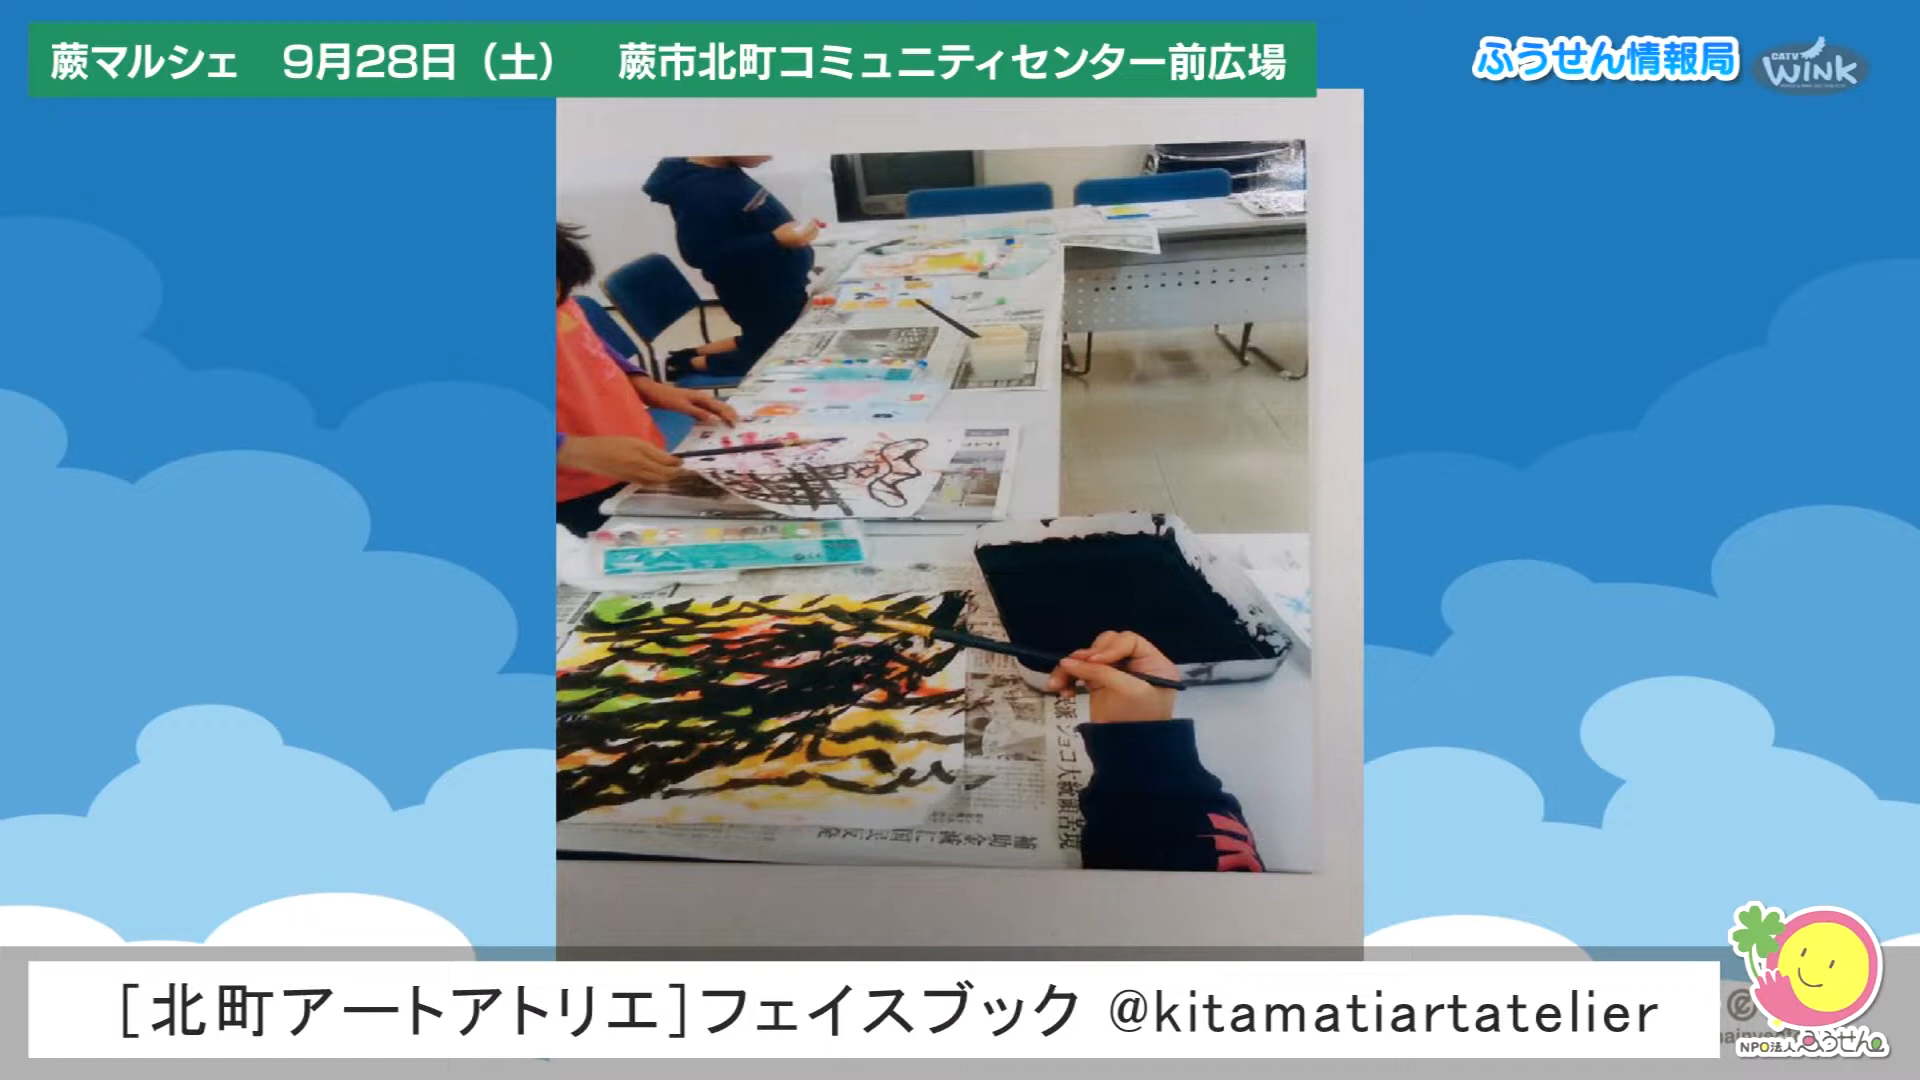 蕨マルシェ　9月28日（土）　蕨市北町コミュニティセンター前広場
ふうせん情報局
CATV
WINK
[北町アートアトリエ]フェイスブック @kitamatiartatelier
NPO法人ふうせん